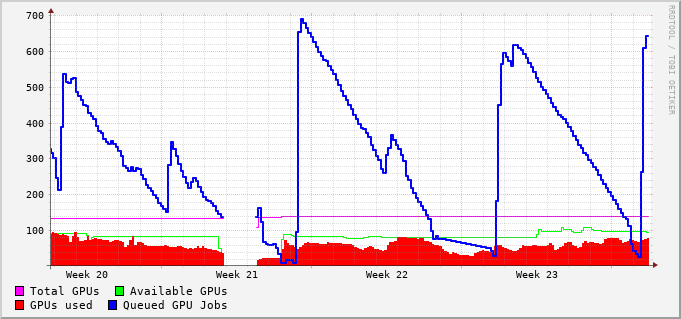 700
600
500
400
300
200
100
Week 20 Week 21 Week 22 Week 23
Total GPUs Available GPUs
GPUs used Queued GPU Jobs
RRDTOOL / TOBI OETIKER